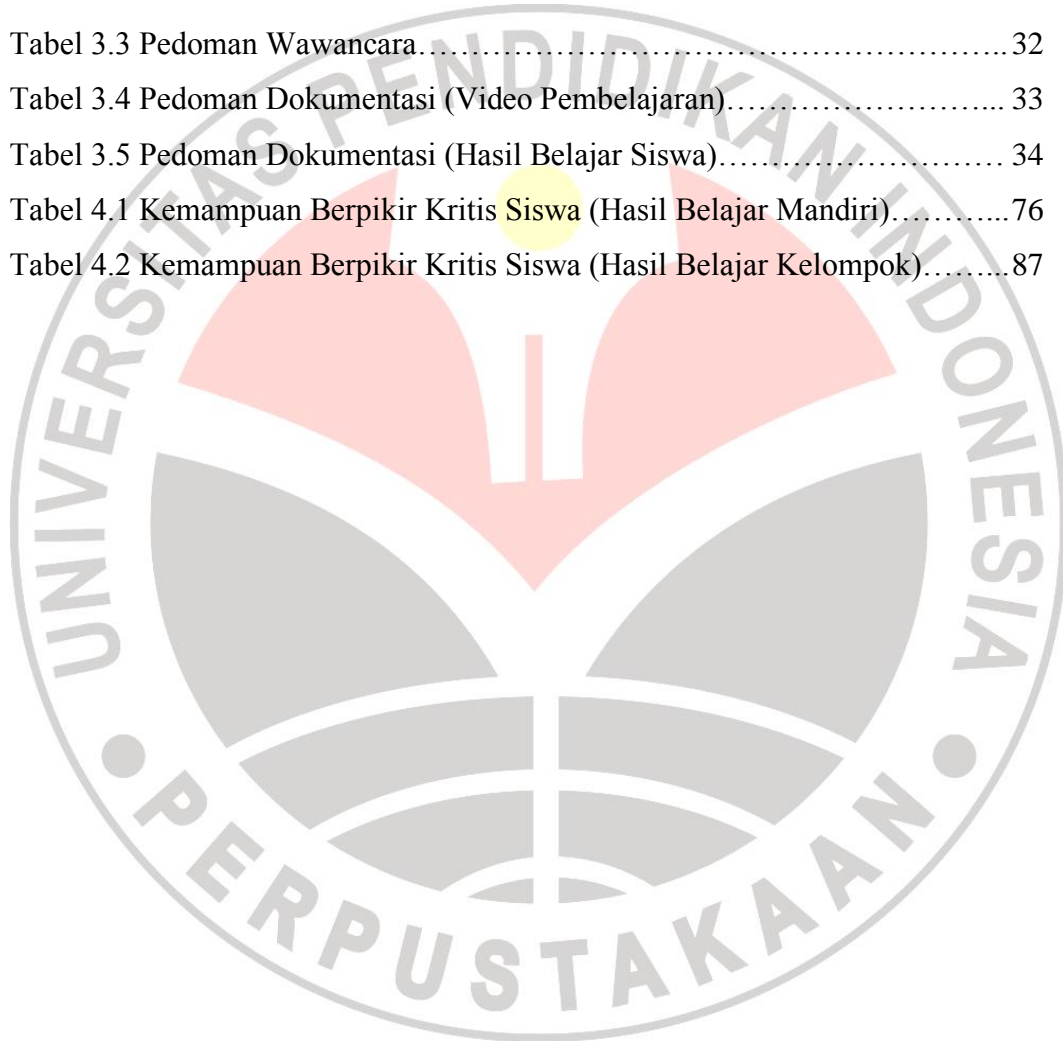 Tabel 3.3 Pedoman Wawancara…………………………………………………….. 32
Tabel 3.4 Pedoman Dokumentasi (Video Pembelajaran)……………………... 33
Tabel 3.5 Pedoman Dokumentasi (Hasil Belajar Siswa)……………………… 34
Tabel 4.1 Kemampuan Berpikir Kritis Siswa (Hasil Belajar Mandiri)………...76
Tabel 4.2 Kemampuan Berpikir Kritis Siswa (Hasil Belajar Kelompok)……...87
UNIVERSITAS PENDIDIKAN INDONESIA
PERPUSTAKAAN